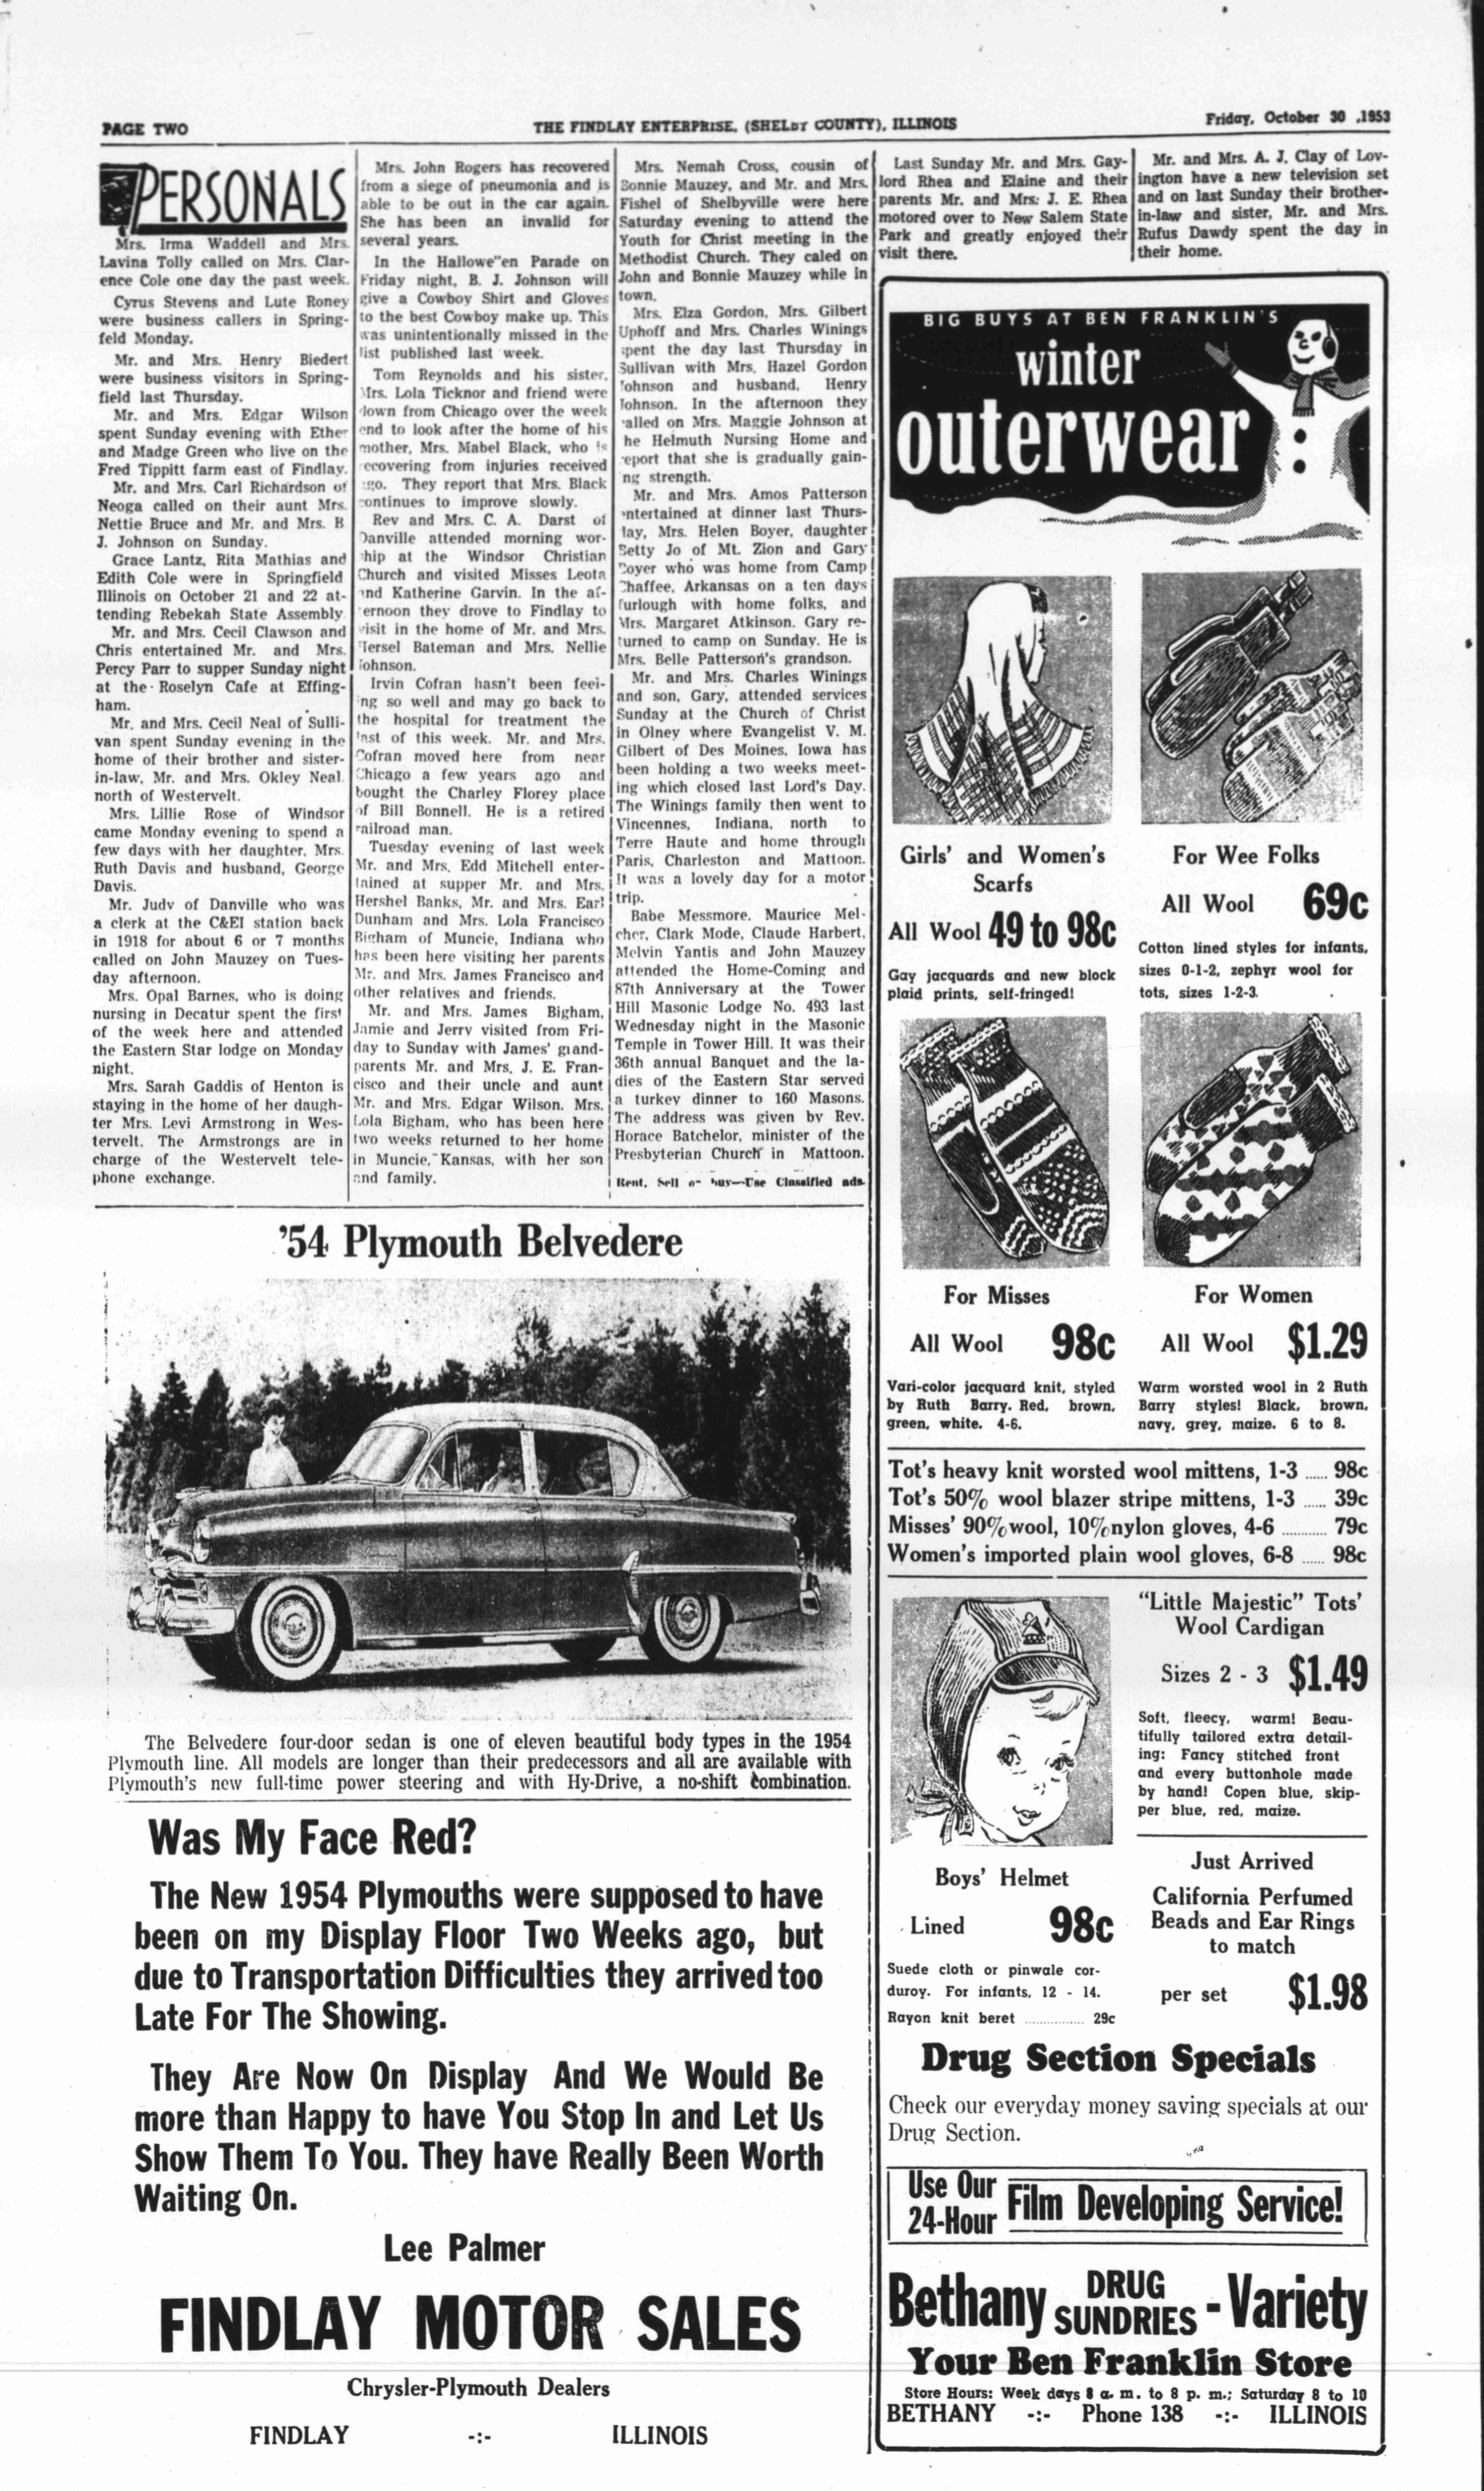 PAGE TWO
THE FINDLAY ENTERPRISE, (SHELBY COUNTY), ILLINOIS
Friday, October 30 ,1953
PERSONALS
Mrs. Irma Waddell and Mrs.
Lavina Tolly called on Mrs. Clar-
ence Cole one day the past week.
Cyrus Stevens and Lute Roney
were business callers in Spring-
feld Monday.
Mr. and Mrs. Henry Biedert
were business visitors in Spring-
field last Thursday.
Mr. and Mrs. Edgar Wilson
spent Sunday evening with Ether
and Madge Green who live on the
Fred Tippitt farm east of Findlay.
Mr. and Mrs. Carl Richardson of
Neoga called on their aunt Mrs.
Nettie Bruce and Mr. and Mrs. B
J. Johnson on Sunday.
Grace Lantz, Rita Mathias and
Edith Cole were in Springfield
Illinois on October 21 and 22 at-
tending Rebekah State Assembly
Mr. and Mrs. Cecil Clawson and
Chris entertained Mr. and Mrs.
Percy Parr to supper Sunday night
at the Roselyn Cafe at Effing-
ham.
Mr. and Mrs. Cecil Neal of Sulli-
van spent Sunday evening in the
home of their brother and sister-
in-law, Mr. and Mrs. Okley Neal.
north of Westervelt.
Mrs. Lillie Rose of Windsor
came Monday evening to spend a
few days with her daughter, Mrs.
Ruth Davis and husband, George
Davis.
Mr. Judy of Danville who was
a clerk at the C&EI station back
in 1918 for about 6 or 7 months
called on John Mauzey on Tues-
day afternoon.
Mrs. Opal Barnes, who is doing
nursing in Decatur spent the first
of the week here and attended
the Eastern Star lodge on Monday
night.
Mrs. Sarah Gaddis of Henton is
staying in the home of her daugh-
ter Mrs. Levi Armstrong in Wes-
tervelt. The Armstrongs are in
charge of the Westervelt tele-
phone exchange.
Mrs. John Rogers has recovered
from a siege of pneumonia and is
able to be out in the car again.
She has been an invalid for
several years.
In the Hallowe"en Parade on
Friday night, B. J. Johnson will
give a Cowboy Shirt and Gloves
to the best Cowboy make up. This
was unintentionally missed in the
list published last week.
Tom Reynolds and his sister,
Mrs. Lola Ticknor and friend were
down from Chicago over the week
end to look after the home of his
mother, Mrs. Mabel Black, who is
recovering from injuries received
ago. They report that Mrs. Black
continues to improve slowly.
Rev and Mrs. C. A. Darst of
Danville attended morning wor-
ship at the Windsor Christian
Church and visited Misses Leota
and Katherine Garvin. In the af-
ternoon they drove to Findlay to
visit in the home of Mr. and Mrs.
Tersel Bateman and Mrs. Nellie
Johnson.
Irvin Cofran hasn't been feel-
ing so well and may go back to
the hospital for treatment the
last of this week. Mr. and Mrs.
Cofran moved here from near
Chicago a few years ago and
bought the Charley Florey place
of Bill Bonnell. He is a retired
railroad man.
Tuesday evening of last week
Mr. and Mrs. Edd Mitchell enter-
tained at supper Mr. and Mrs.
Hershel Banks, Mr. and Mrs. Earl
Dunham and Mrs. Lola Francisco
Bigham of Muncie, Indiana who
has been here visiting her parents
Mr. and Mrs. James Francisco and
other relatives and friends.
Mr. and Mrs. James Bigham,
Jamie and Jerry visited from Fri-
day to Sunday with James' grand-
parents Mr. and Mrs. J. E. Fran-
cisco and their uncle and aunt
Mr. and Mrs. Edgar Wilson. Mrs.
Lola Bigham, who has been here
two weeks returned to her home
in Muncie, Kansas, with her son
and family.
Mrs. Nemah Cross, cousin of
Bonnie Mauzey, and Mr. and Mrs.
Fishel of Shelbyville were here
Saturday evening to attend the
Youth for Christ meeting in the
Methodist Church. They caled on
John and Bonnie Mauzey while in
town.
Mrs. Elza Gordon, Mrs. Gilbert
Uphoff and Mrs. Charles Winings
spent the day last Thursday in
Sullivan with Mrs. Hazel Gordon
Johnson and husband, Henry
Johnson. In the afternoon they
called on Mrs. Maggie Johnson at
he Helmuth Nursing Home and
report that she is gradually gain-
ng strength.
Mr. and Mrs. Amos Patterson
entertained at dinner last Thurs-
day, Mrs. Helen Boyer, daughter
Betty Jo of Mt. Zion and Gary
Boyer who was home from Camp
Chaffee, Arkansas on a ten days
furlough with home folks, and
Mrs. Margaret Atkinson. Gary re-
turned to camp on Sunday. He is
Mrs. Belle Patterson's grandson.
Mr. and Mrs. Charles Winings
and son, Gary, attended services
Sunday at the Church of Christ
in Olney where Evangelist V. M.
Gilbert of Des Moines, Iowa has
been holding a two weeks meet-
ing which closed last Lord's Day.
The Winings family then went to
Vincennes, Indiana, north to
Terre Haute and home through
Paris, Charleston and Mattoon.
It was a lovely day for a motor
trip.
Babe Messmore, Maurice Mel-
cher, Clark Mode, Claude Harbert,
Melvin Yantis and John Mauzey
attended the Home-Coming and
87th Anniversary at the Tower
Hill Masonic Lodge No. 493 last
Wednesday night in the Masonic
Temple in Tower Hill. It was their
36th annual Banquet and the la-
dies of the Eastern Star served
a turkey dinner to 160 Masons.
The address was given by Rev.
Horace Batchelor, minister of the
Presbyterian Church in Mattoon.
Rent, Sell or buy—Use Classified ads.
Last Sunday Mr. and Mrs. Gay-
lord Rhea and Elaine and their
parents Mr. and Mrs: J. E. Rhea
motored over to New Salem State
Park and greatly enjoyed their
visit there.
Mr. and Mrs. A. J. Clay of Lov-
ington have a new television set
and on last Sunday their brother-
in-law and sister, Mr. and Mrs.
Rufus Dawdy spent the day in
their home.
'54 Plymouth Belvedere
The Belvedere four-door sedan is one of eleven beautiful body types in the 1954
Plymouth line. All models are longer than their predecessors and all are available with
Plymouth's new full-time power steering and with Hy-Drive, a no-shift combination.
Was My Face Red?
The New 1954 Plymouths were supposed to have
been on my Display Floor Two Weeks ago, but
due to Transportation Difficulties they arrived too
Late For The Showing.
They Are Now On Display And We Would Be
more than Happy to have You Stop In and Let Us
Show Them To You. They have Really Been Worth
Waiting On.
Lee Palmer
FINDLAY MOTOR SALES
Chrysler-Plymouth Dealers
FINDLAY -:- ILLINOIS
BIG BUYS AT BEN FRANKLIN'S
winter
outerwear
Girls' and Women's
Scarfs
All Wool 49 to 98c
Gay jacquards and new block
plaid prints, self-fringed!
For Wee Folks
All Wool 69c
Cotton lined styles for infants,
sizes 0-1-2, zephyr wool for
tots, sizes 1-2-3.
For Misses
All Wool 98c
Vari-color jacquard knit, styled
by Ruth Barry. Red, brown,
green, white. 4-6.
For Women
All Wool $1.29
Warm worsted wool in 2 Ruth
Barry styles! Black, brown,
navy, grey, maize. 6 to 8.
Tot's heavy knit worsted wool mittens, 1-3 ..... 98c
Tot's 50% wool blazer stripe mittens, 1-3 ..... 39c
Misses' 90% wool, 10% nylon gloves, 4-6 .......... 79c
Women's imported plain wool gloves, 6-8 ..... 98c
Boys' Helmet
Lined 98c
Suede cloth or pinwale cor-
duroy. For infants, 12 - 14.
Rayon knit beret ............... 29c
"Little Majestic" Tots'
Wool Cardigan
Sizes 2 - 3 $1.49
Soft, fleecy, warm! Beau-
tifully tailored extra detail-
ing: Fancy stitched front
and every buttonhole made
by hand! Copen blue, skip-
per blue, red, maize.
Just Arrived
California Perfumed
Beads and Ear Rings
to match
per set $1.98
Drug Section Specials
Check our everyday money saving specials at our
Drug Section.
Use Our
24-Hour
Film Developing Service!
Bethany DRUG SUNDRIES - Variety
Your Ben Franklin Store
Store Hours: Week days 8 a. m. to 8 p. m.; Saturday 8 to 10
BETHANY -:- Phone 138 -:- ILLINOIS